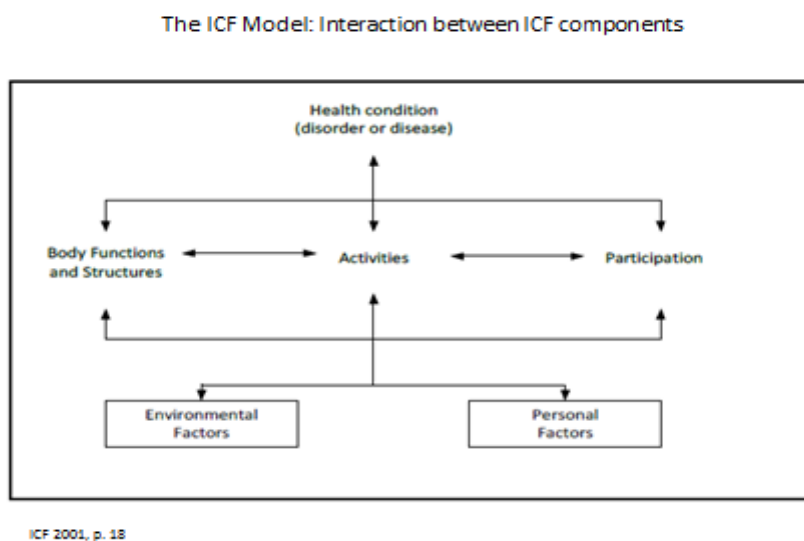 The ICF Model: Interaction between ICF components
Health condition
(disorder or disease)
Body Functions
and Structures
Activities
Participation
Environmental
Factors
Personal
Factors
ICF 2001, p. 18